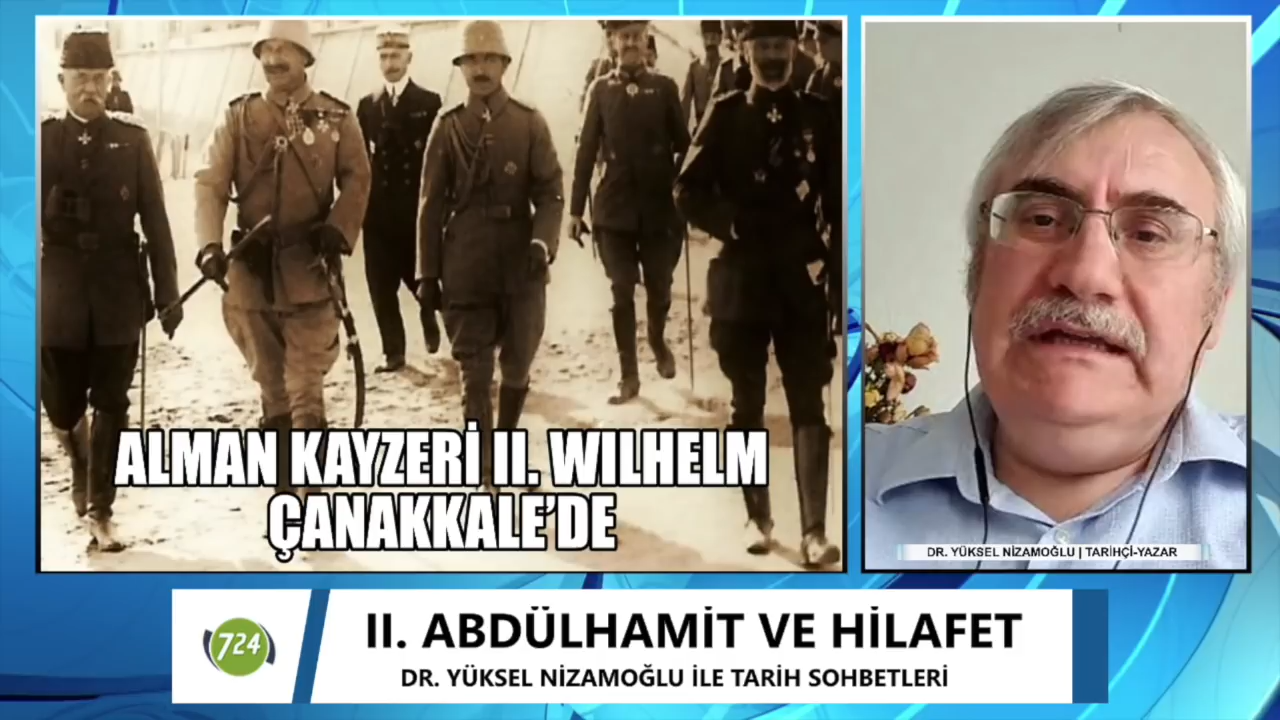 ALMAN KAYZERİ II. WILHELM
ÇANAKKALE'DE
DR. YÜKSEL NİZAMOĞLU | TARİHÇİ-YAZAR
724
II. ABDÜLHAMİT VE HİLAFET
DR. YÜKSEL NİZAMOĞLU İLE TARİH SOHBETLERİ